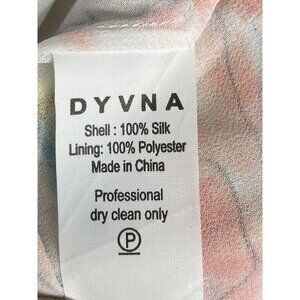 DYVNA
Shell : 100% Silk
Lining: 100% Polyester
Made in China
Professional
dry clean only
P